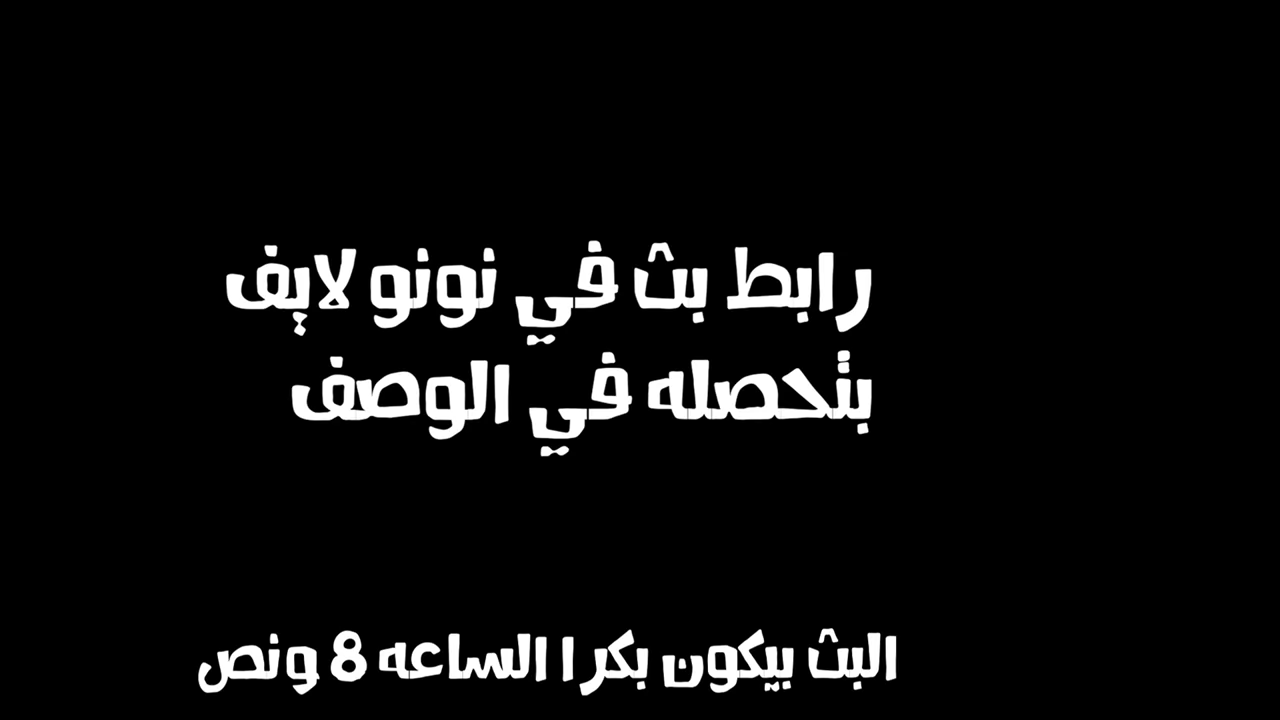 رابط بث في نونو لايف
بتحصله في الوصف
البث بيكون بكرا الساعه 8 ونص